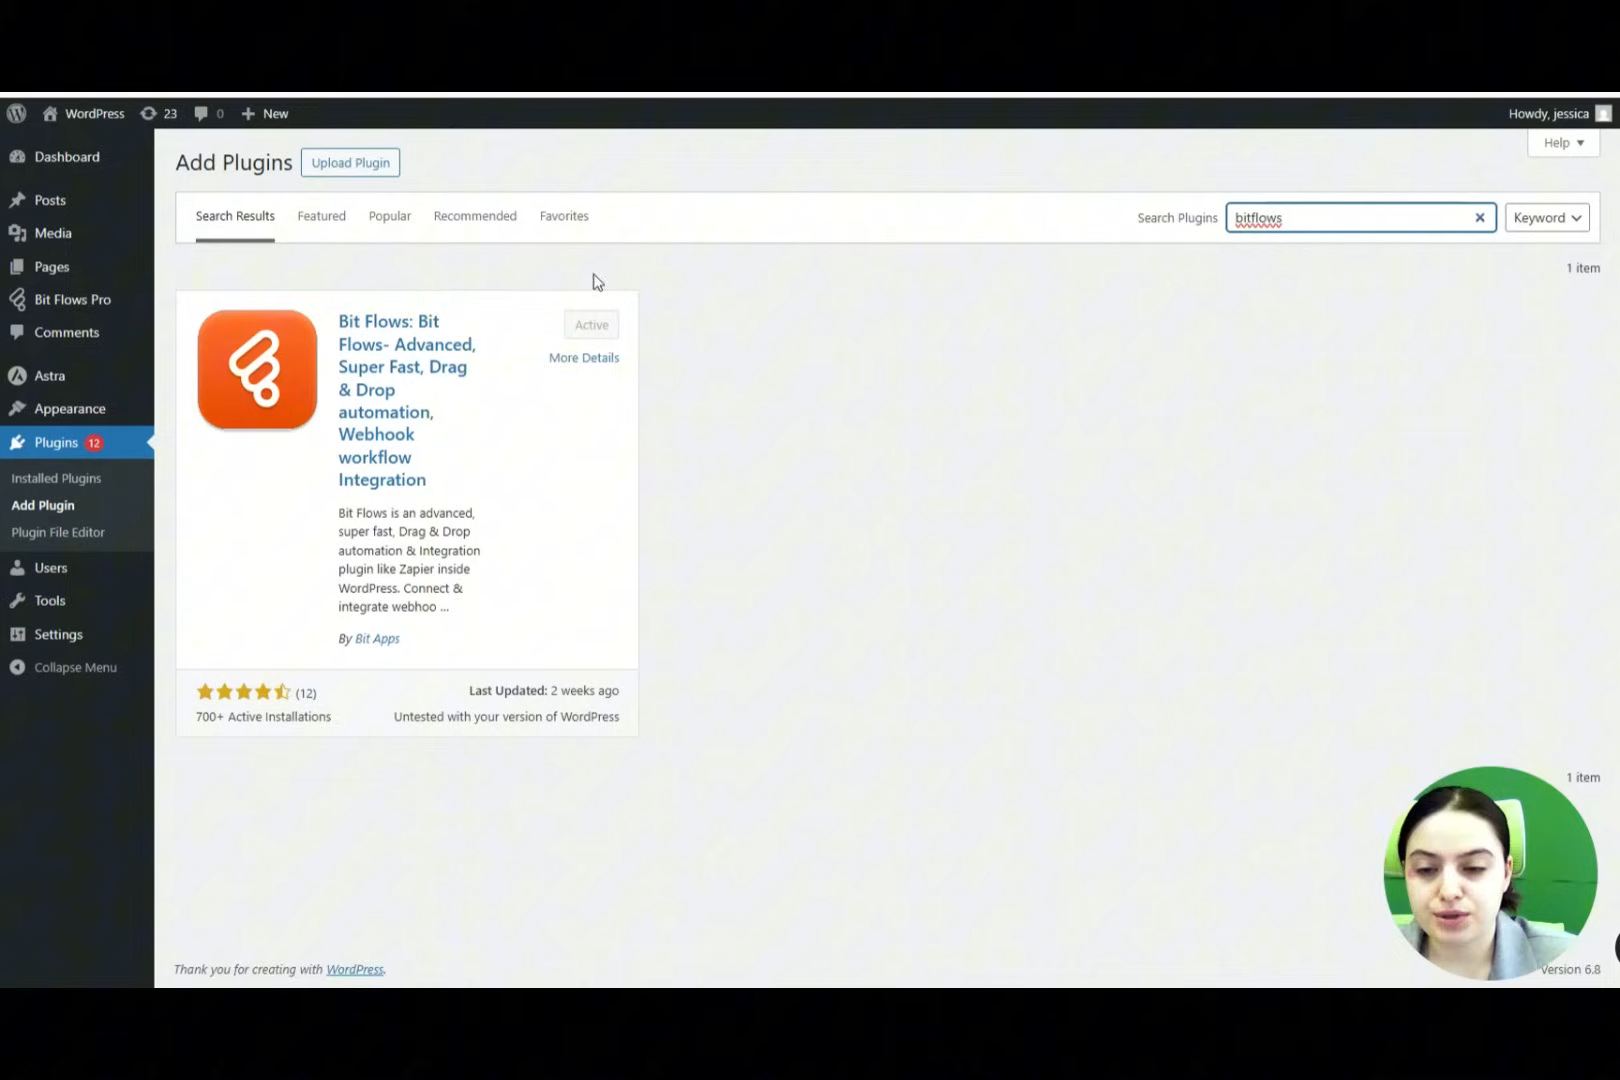 WordPress 23 0 New Howdy, jessica
Help
Dashboard
Posts
Media
Pages
Bit Flows Pro
Comments
Astra
Appearance
Plugins 12
Installed Plugins
Add Plugin
Plugin File Editor
Users
Tools
Settings
Collapse Menu
Add Plugins Upload Plugin
Search Results Featured Popular Recommended Favorites Search Plugins bitflows Keyword
1 item
Bit Flows: Bit
Flows- Advanced,
Super Fast, Drag
& Drop
automation,
Webhook
workflow
Integration
Active
More Details
Bit Flows is an advanced,
super fast, Drag & Drop
automation & Integration
plugin like Zapier inside
WordPress. Connect &
integrate webhoo ...
By Bit Apps
(12) Last Updated: 2 weeks ago
700+ Active Installations Untested with your version of WordPress
1 item
Thank you for creating with WordPress. Version 6.8